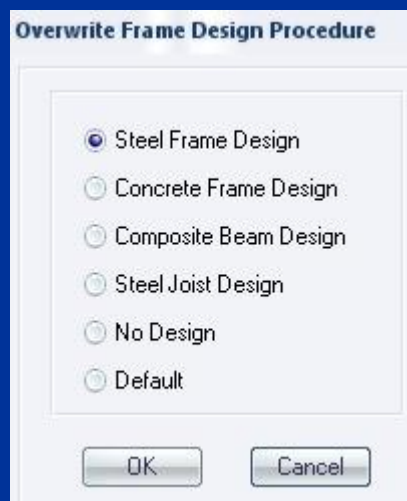 Overwrite Frame Design Procedure
Steel Frame Design
Concrete Frame Design
Composite Beam Design
Steel Joist Design
No Design
Default
OK
Cancel